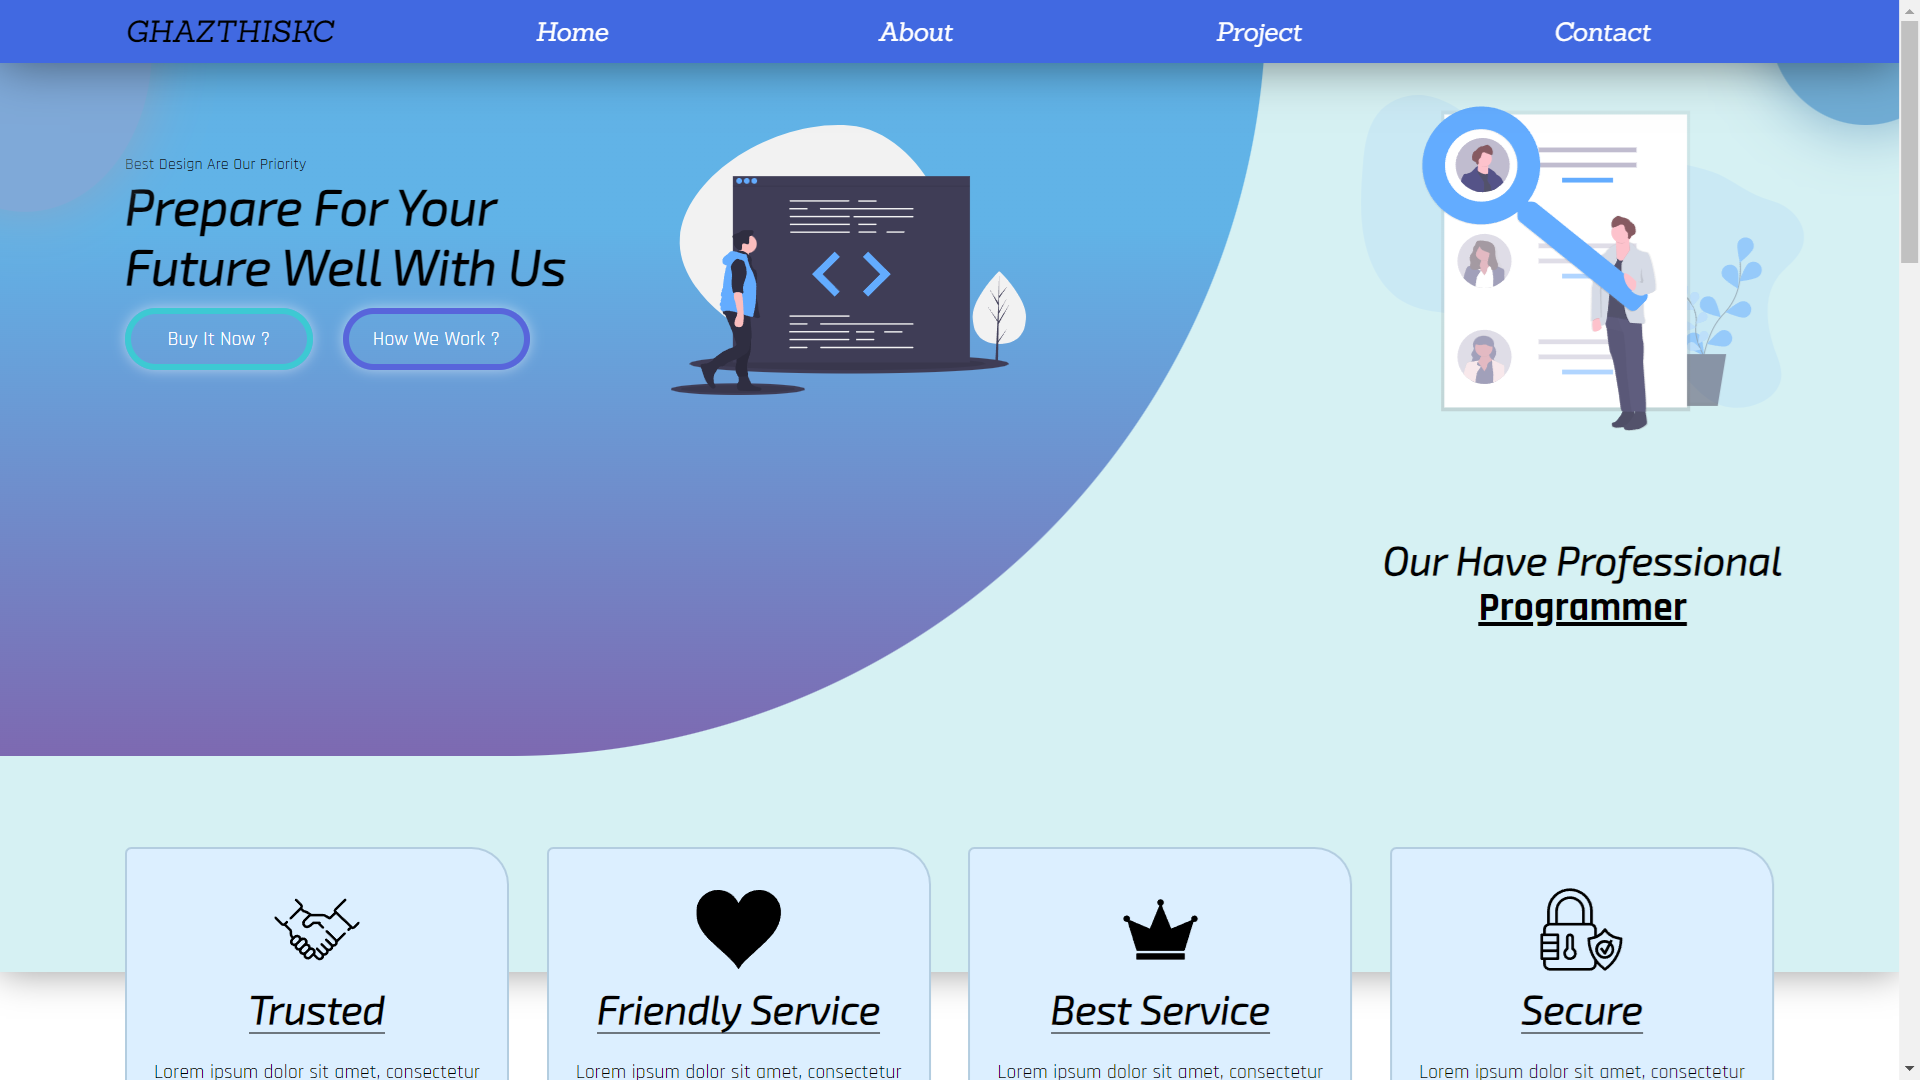 GHAZTHISKC
Home
About
Project
Contact
Best Design Are Our Priority
Prepare For Your
Future Well With Us
Buy It Now ?
How We Work ?
Our Have Professional
Programmer
Trusted
Lorem ipsum dolor sit amet, consectetur
Friendly Service
Lorem ipsum dolor sit amet, consectetur
Best Service
Lorem ipsum dolor sit amet, consectetur
Secure
Lorem ipsum dolor sit amet, consectetur